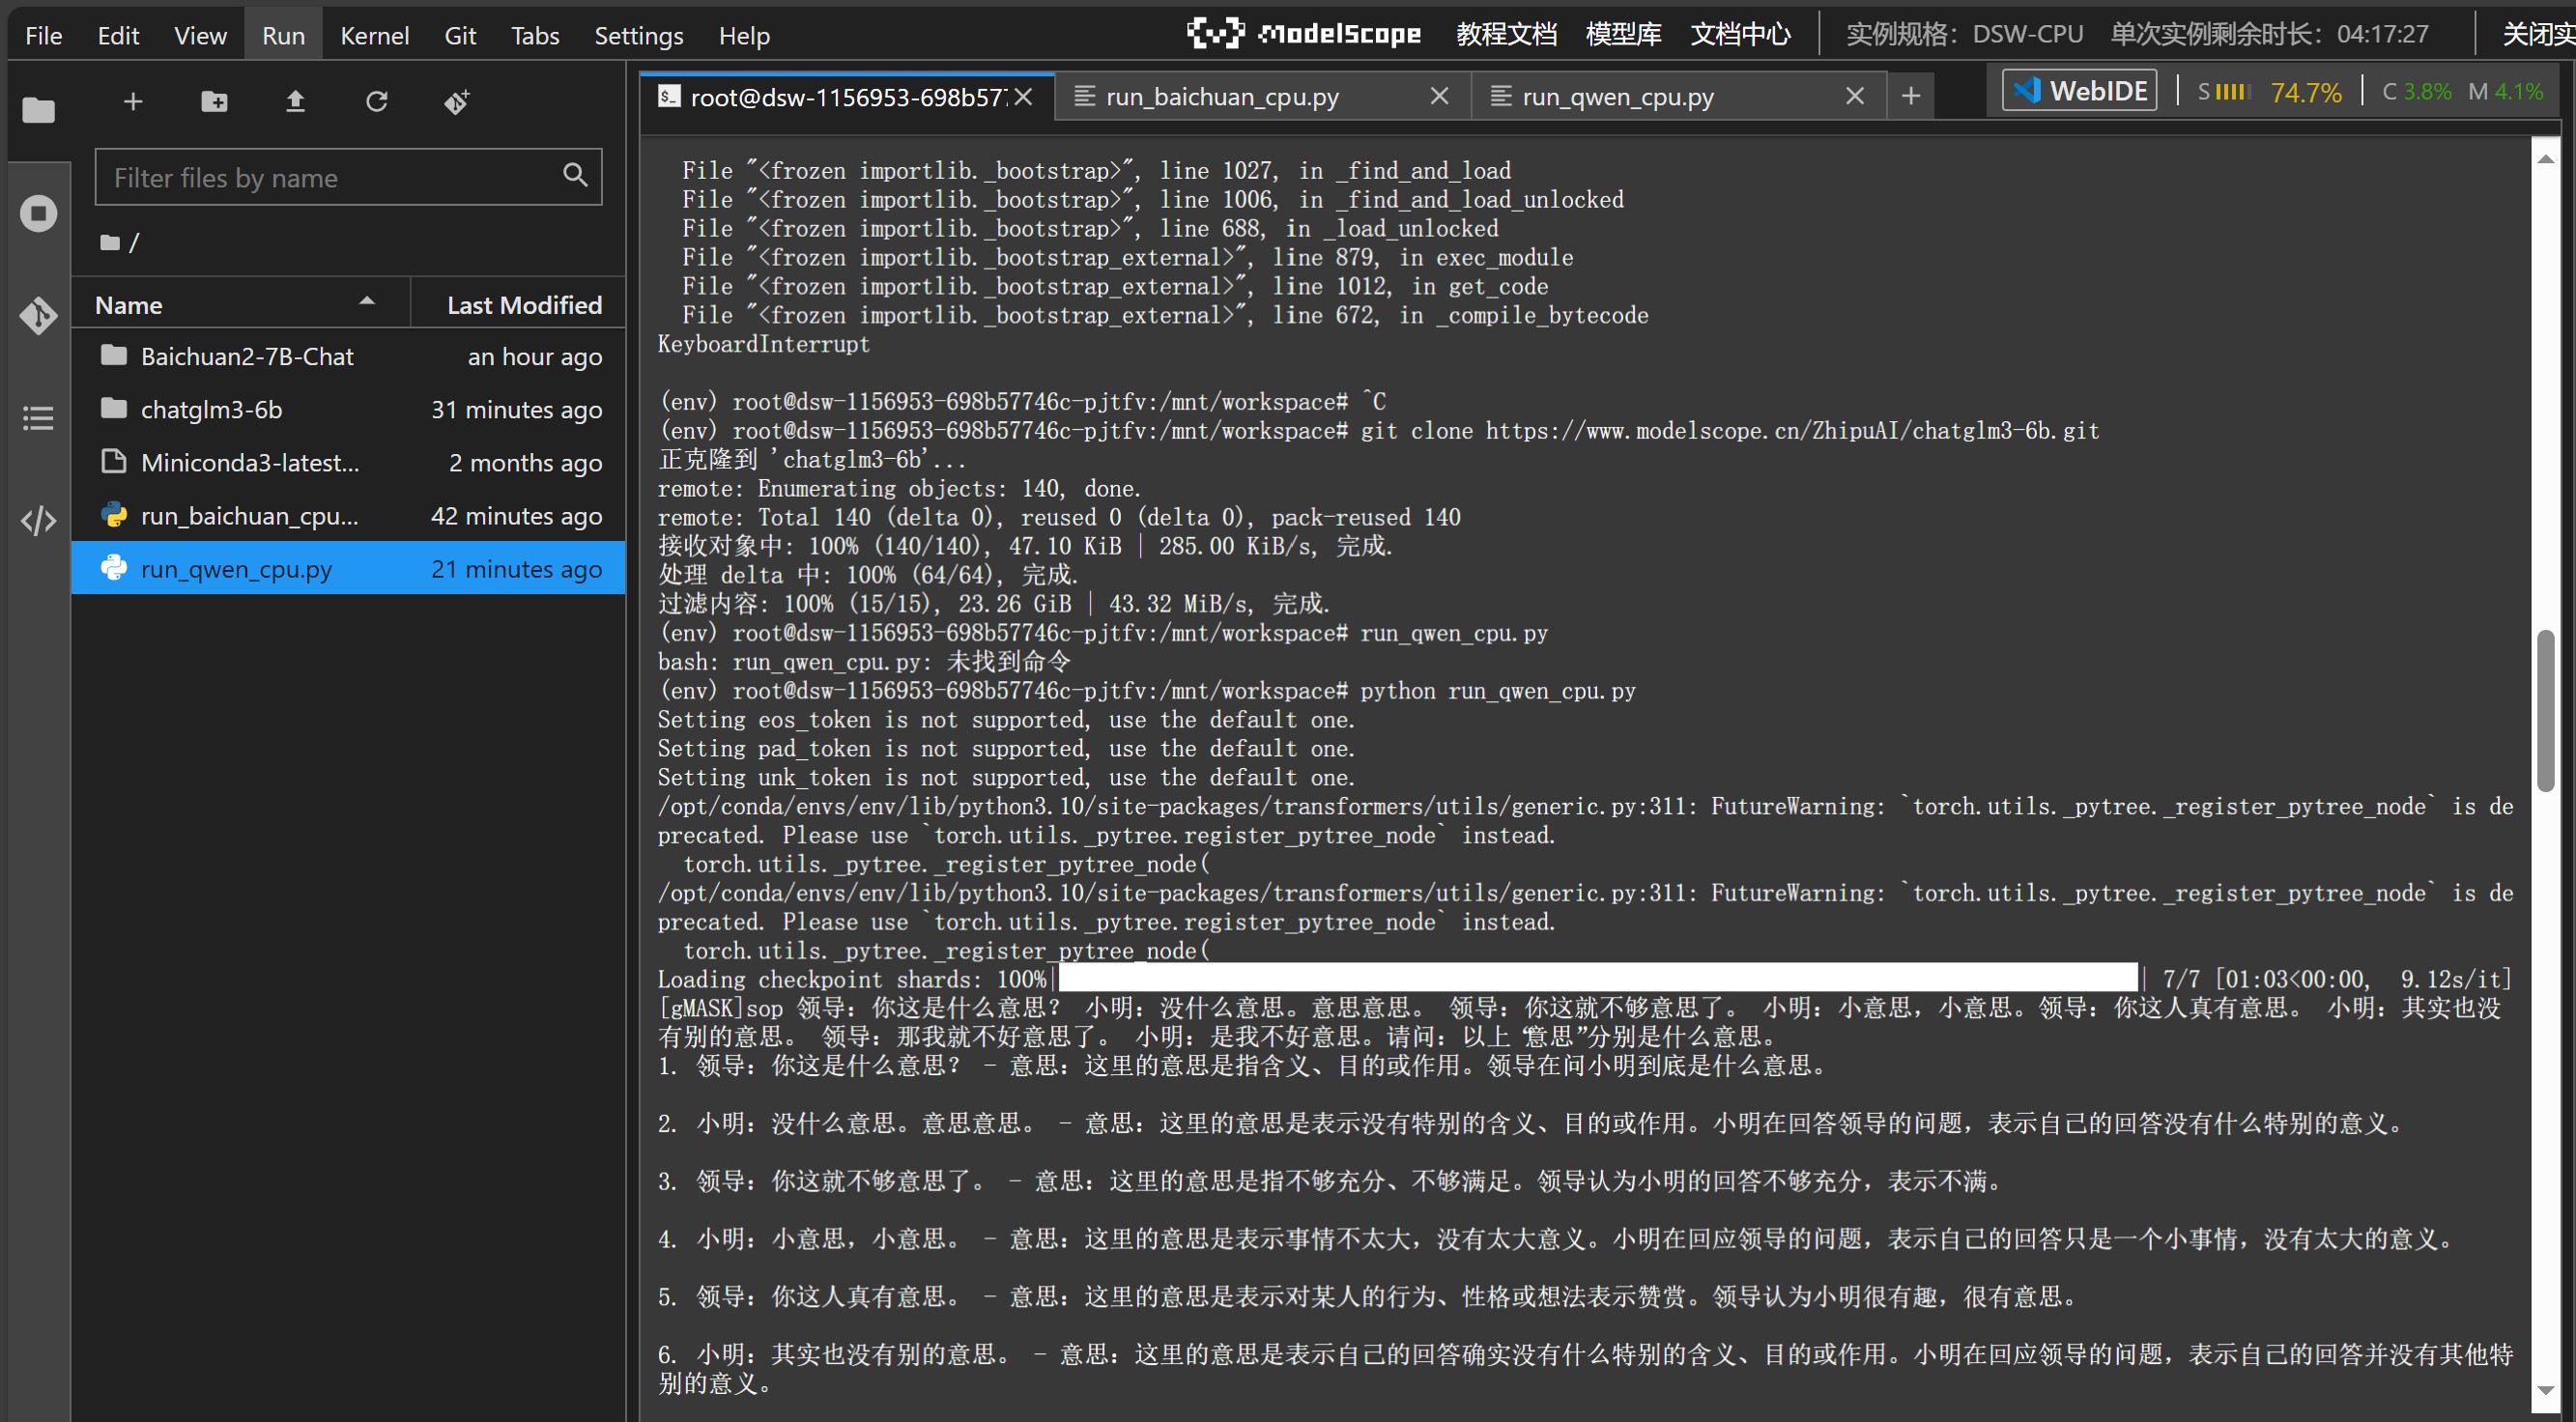 File Edit View Run Kernel Git Tabs Settings Help ModelScope 教程文档 模型库 文档中心 实例规格：DSW-CPU 单次实例剩余时长：04:17:27 关闭实
root@dsw-1156953-698b577 run_baichuan_cpu.py run_qwen_cpu.py WebIDE S 74.7% C 3.8% M 4.1%
Filter files by name
/
Name Last Modified
Baichuan2-7B-Chat an hour ago
chatglm3-6b 31 minutes ago
Miniconda3-latest... 2 months ago
run_baichuan_cpu... 42 minutes ago
run_qwen_cpu.py 21 minutes ago
File "<frozen importlib._bootstrap>", line 1027, in _find_and_load
File "<frozen importlib._bootstrap>", line 1006, in _find_and_load_unlocked
File "<frozen importlib._bootstrap>", line 688, in _load_unlocked
File "<frozen importlib._bootstrap_external>", line 879, in exec_module
File "<frozen importlib._bootstrap_external>", line 1012, in get_code
File "<frozen importlib._bootstrap_external>", line 672, in _compile_bytecode
KeyboardInterrupt
(env) root@dsw-1156953-698b57746c-pjtfv:/mnt/workspace# ^C
(env) root@dsw-1156953-698b57746c-pjtfv:/mnt/workspace# git clone https://www.modelscope.cn/ZhipuAI/chatglm3-6b.git
正克隆到 'chatglm3-6b'...
remote: Enumerating objects: 140, done.
remote: Total 140 (delta 0), reused 0 (delta 0), pack-reused 140
接收对象中: 100% (140/140), 47.10 KiB | 285.00 KiB/s, 完成.
处理 delta 中: 100% (64/64), 完成.
过滤内容: 100% (15/15), 23.26 GiB | 43.32 MiB/s, 完成.
(env) root@dsw-1156953-698b57746c-pjtfv:/mnt/workspace# run_qwen_cpu.py
bash: run_qwen_cpu.py: 未找到命令
(env) root@dsw-1156953-698b57746c-pjtfv:/mnt/workspace# python run_qwen_cpu.py
Setting eos_token is not supported, use the default one.
Setting pad_token is not supported, use the default one.
Setting unk_token is not supported, use the default one.
/opt/conda/envs/env/lib/python3.10/site-packages/transformers/utils/generic.py:311: FutureWarning: `torch.utils._pytree._register_pytree_node` is de
precated. Please use `torch.utils._pytree.register_pytree_node` instead.
torch.utils._pytree._register_pytree_node(
/opt/conda/envs/env/lib/python3.10/site-packages/transformers/utils/generic.py:311: FutureWarning: `torch.utils._pytree._register_pytree_node` is de
precated. Please use `torch.utils._pytree.register_pytree_node` instead.
torch.utils._pytree._register_pytree_node(
Loading checkpoint shards: 100%| | 7/7 [01:03<00:00, 9.12s/it]
[gMASK]sop 领导：你这是什么意思？ 小明：没什么意思。意思意思。 领导：你这就不够意思了。 小明：小意思，小意思。领导：你这人真有意思。 小明：其实也没
有别的意思。 领导：那我就不好意思了。 小明：是我不好意思。请问：以上“意思”分别是什么意思。
1. 领导：你这是什么意思？ - 意思：这里的意思是指含义、目的或作用。领导在问小明到底是什么意思。
2. 小明：没什么意思。意思意思。 - 意思：这里的意思是表示没有特别的含义、目的或作用。小明在回答领导的问题，表示自己的回答没有什么特别的意义。
3. 领导：你这就不够意思了。 - 意思：这里的意思是指不够充分、不够满足。领导认为小明的回答不够充分，表示不满。
4. 小明：小意思，小意思。 - 意思：这里的意思是表示事情不太大，没有太大意义。小明在回应领导的问题，表示自己的回答只是一个小事情，没有太大的意义。
5. 领导：你这人真有意思。 - 意思：这里的意思是表示对某人的行为、性格或想法表示赞赏。领导认为小明很有趣，很有意思。
6. 小明：其实也没有别的意思。 - 意思：这里的意思是表示自己的回答确实没有什么特别的含义、目的或作用。小明在回应领导的问题，表示自己的回答并没有其他特
别的意义。